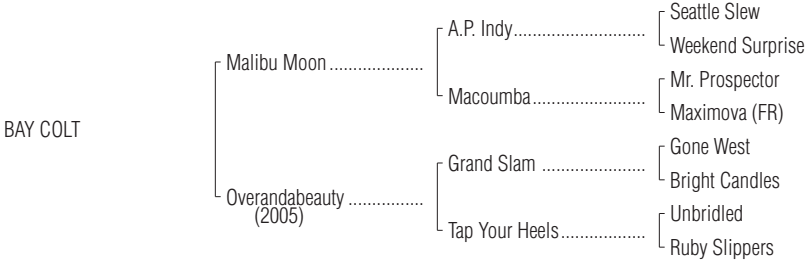 Seattle Slew
A.P. Indy..............................
Weekend Surprise
Malibu Moon .....................
Mr. Prospector
Macoumba..........................
Maximova (FR)
BAY COLT
Gone West
Grand Slam ........................
Bright Candles
Overandabeauty .................
(2005)
Unbridled
Tap Your Heels...................
Ruby Slippers